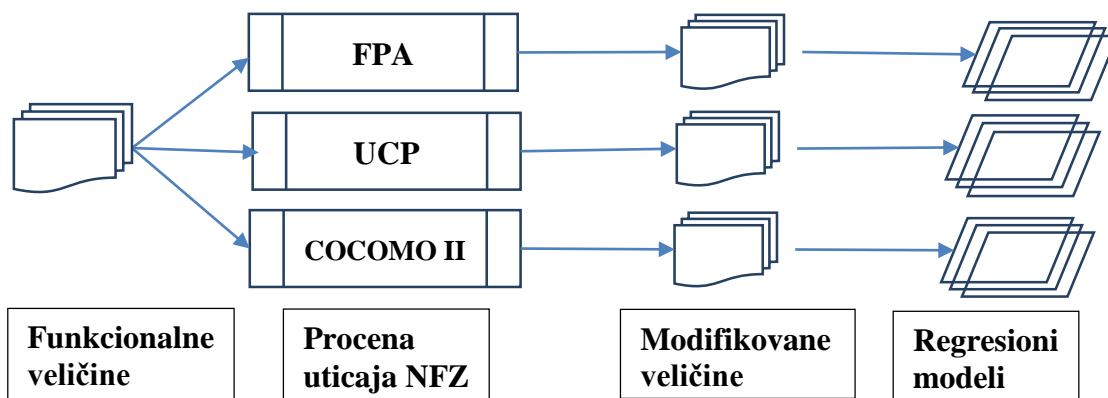 FPA
UCP
COCOMO II
Funkcionalne
veličine
Procena
uticaja NFZ
Modifikovane
veličine
Regresioni
modeli